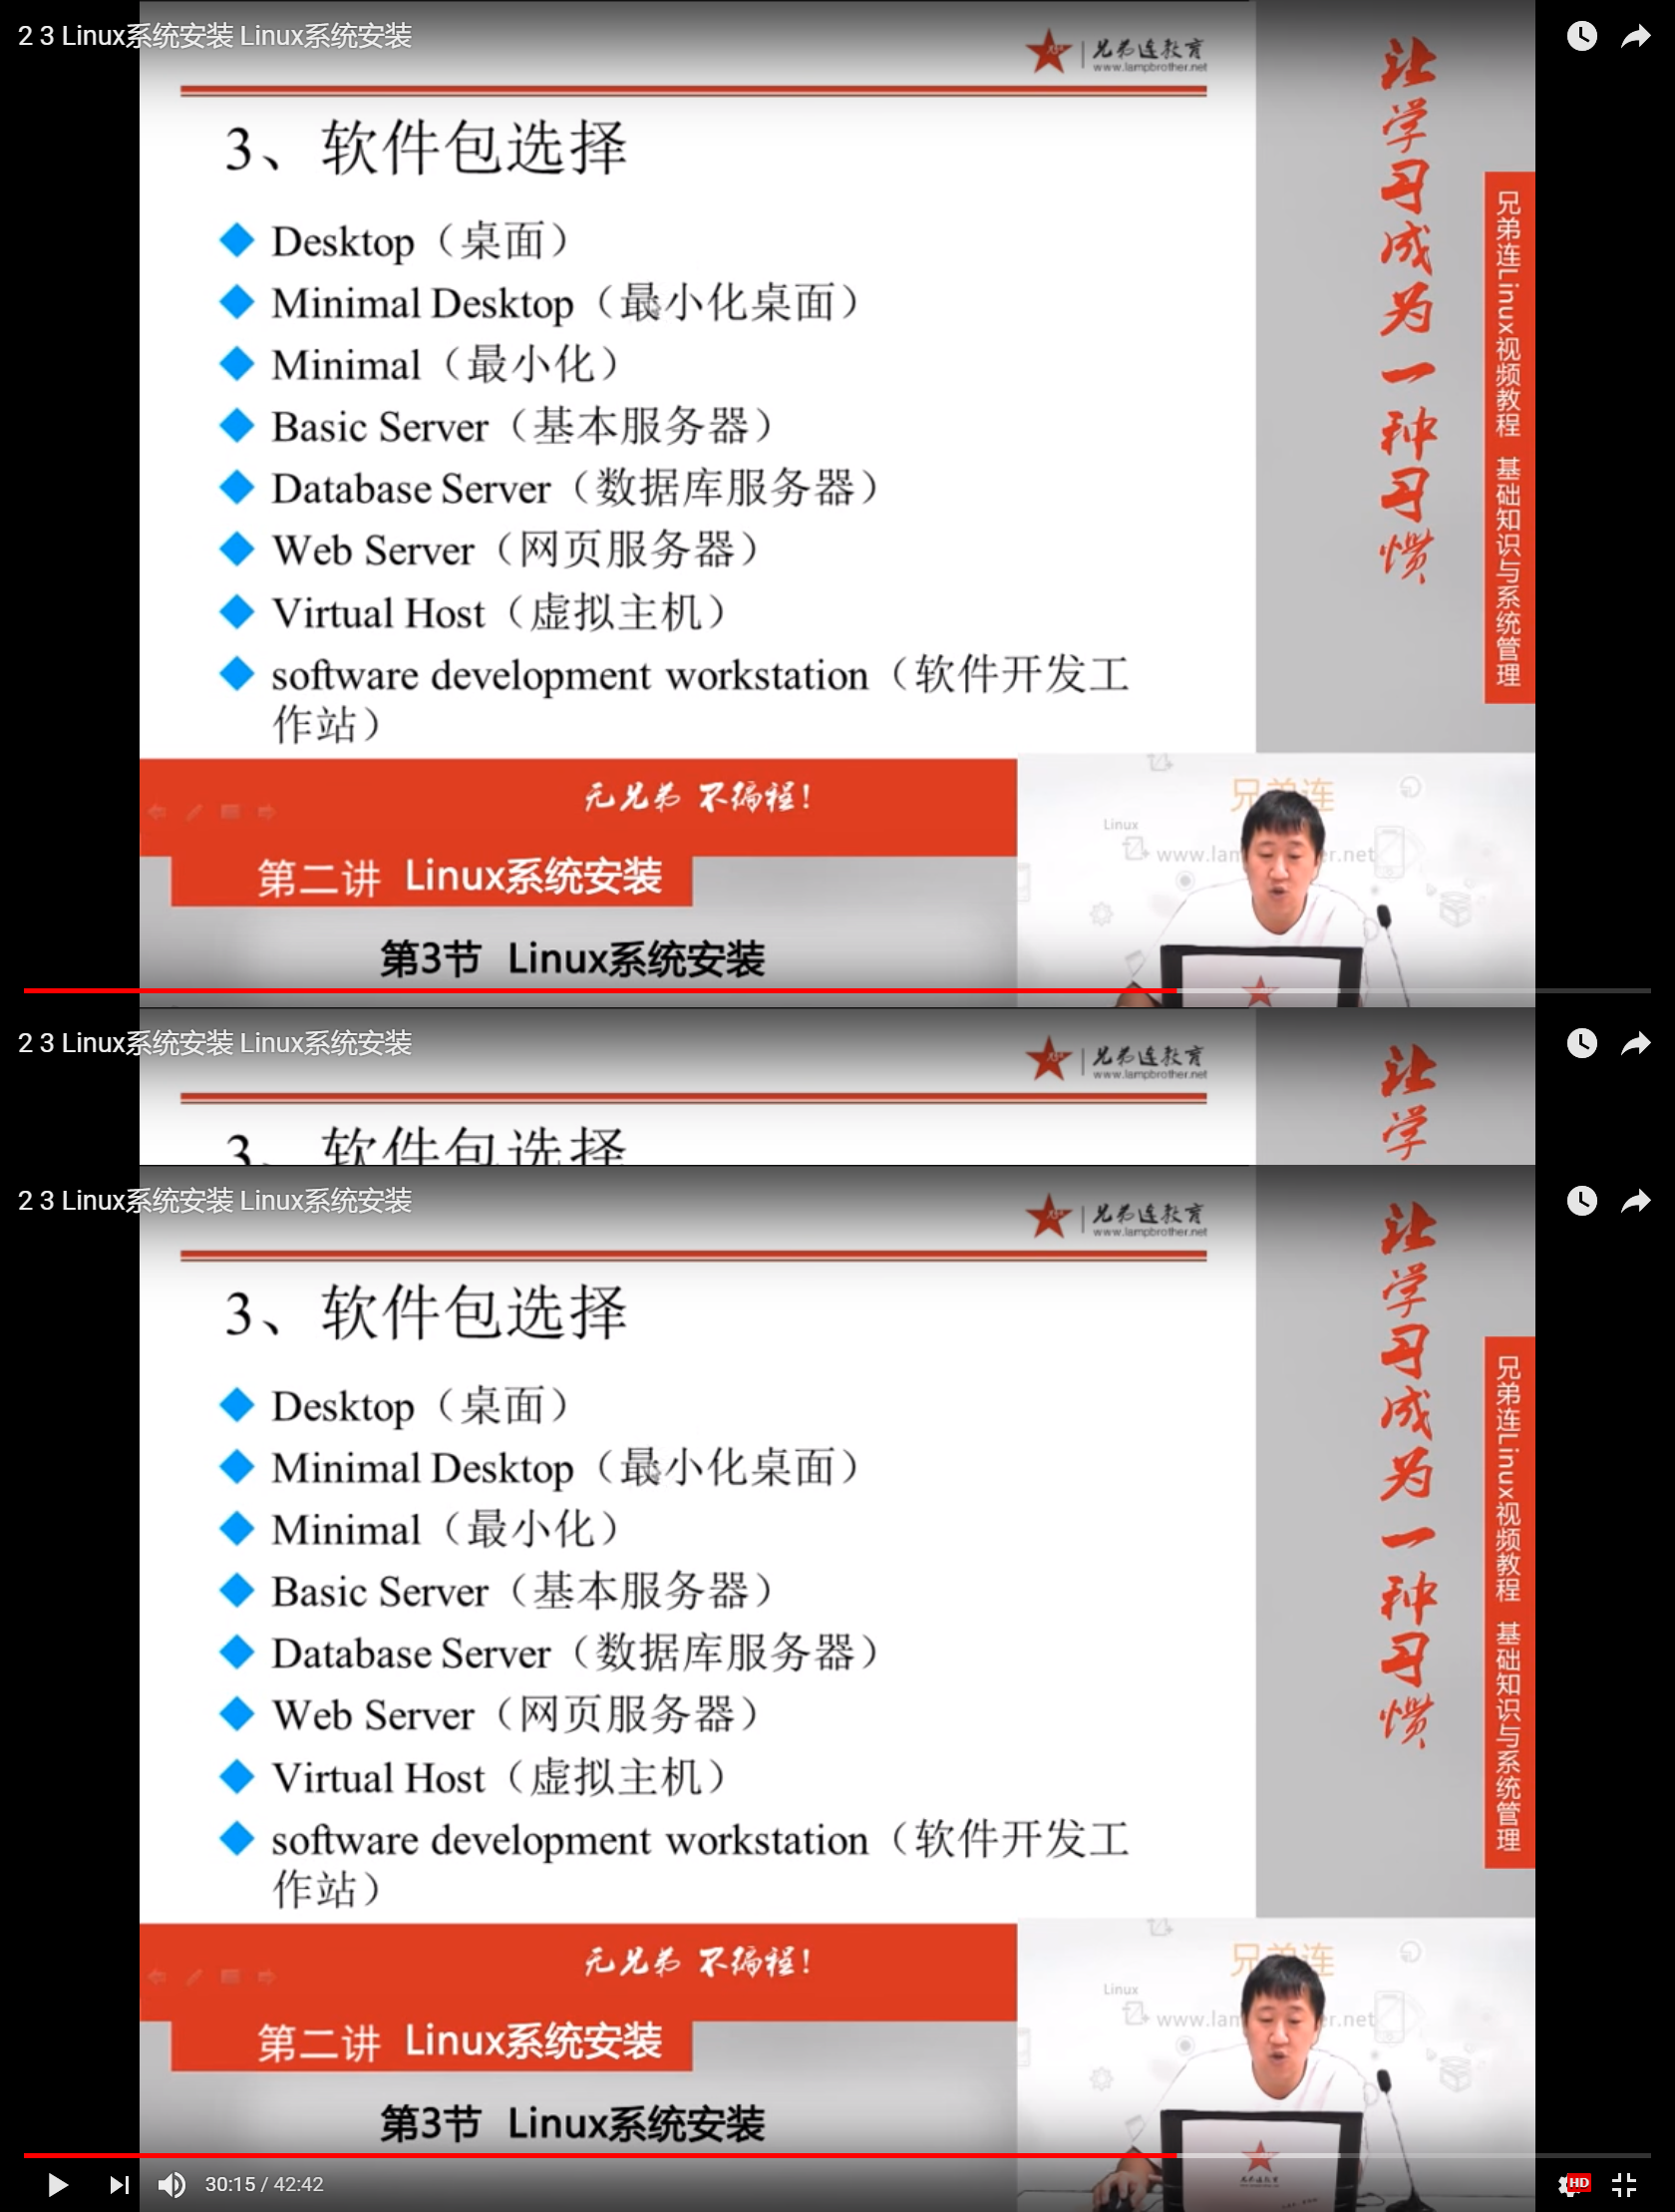 2 3 Linux系统安装 Linux系统安装
兄弟连教育
www.lampbrother.net
3、软件包选择
Desktop（桌面）
Minimal Desktop（最小化桌面）
Minimal（最小化）
Basic Server（基本服务器）
Database Server（数据库服务器）
Web Server（网页服务器）
Virtual Host（虚拟主机）
software development workstation（软件开发工
作站）
让学习成为一种习惯
兄弟连Linux视频教程 基础知识与系统管理
无兄弟 不编程!
兄弟连
Linux
第二讲 Linux系统安装
第3节 Linux系统安装
2 3 Linux系统安装 Linux系统安装
兄弟连教育
www.lampbrother.net
3、软件包选择
让学
2 3 Linux系统安装 Linux系统安装
兄弟连教育
www.lampbrother.net
3、软件包选择
Desktop（桌面）
Minimal Desktop（最小化桌面）
Minimal（最小化）
Basic Server（基本服务器）
Database Server（数据库服务器）
Web Server（网页服务器）
Virtual Host（虚拟主机）
software development workstation（软件开发工
作站）
让学习成为一种习惯
兄弟连Linux视频教程 基础知识与系统管理
无兄弟 不编程!
兄弟连
Linux
第二讲 Linux系统安装
第3节 Linux系统安装
30:15 / 42:42
HD